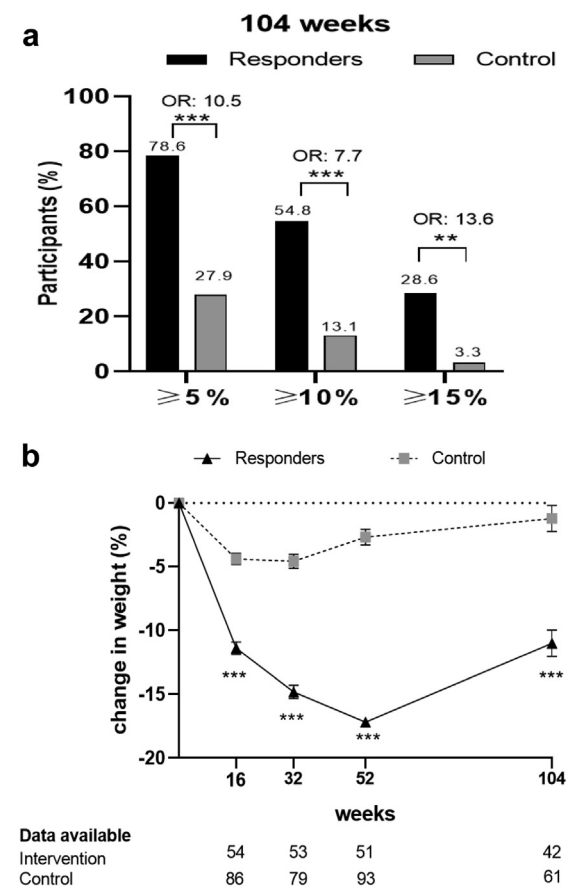 a
104 weeks
Responders Control
Participants (%)
100
80
60
40
20
0
OR: 10.5
***
78.6
27.9
OR: 7.7
***
54.8
13.1
OR: 13.6
**
28.6
3.3
≥5% ≥10% ≥15%
b
Responders Control
change in weight (%)
0
-5
-10
-15
-20
***
***
***
***
16 32 52 104
weeks
Data available
Intervention 54 53 51 42
Control 86 79 93 61